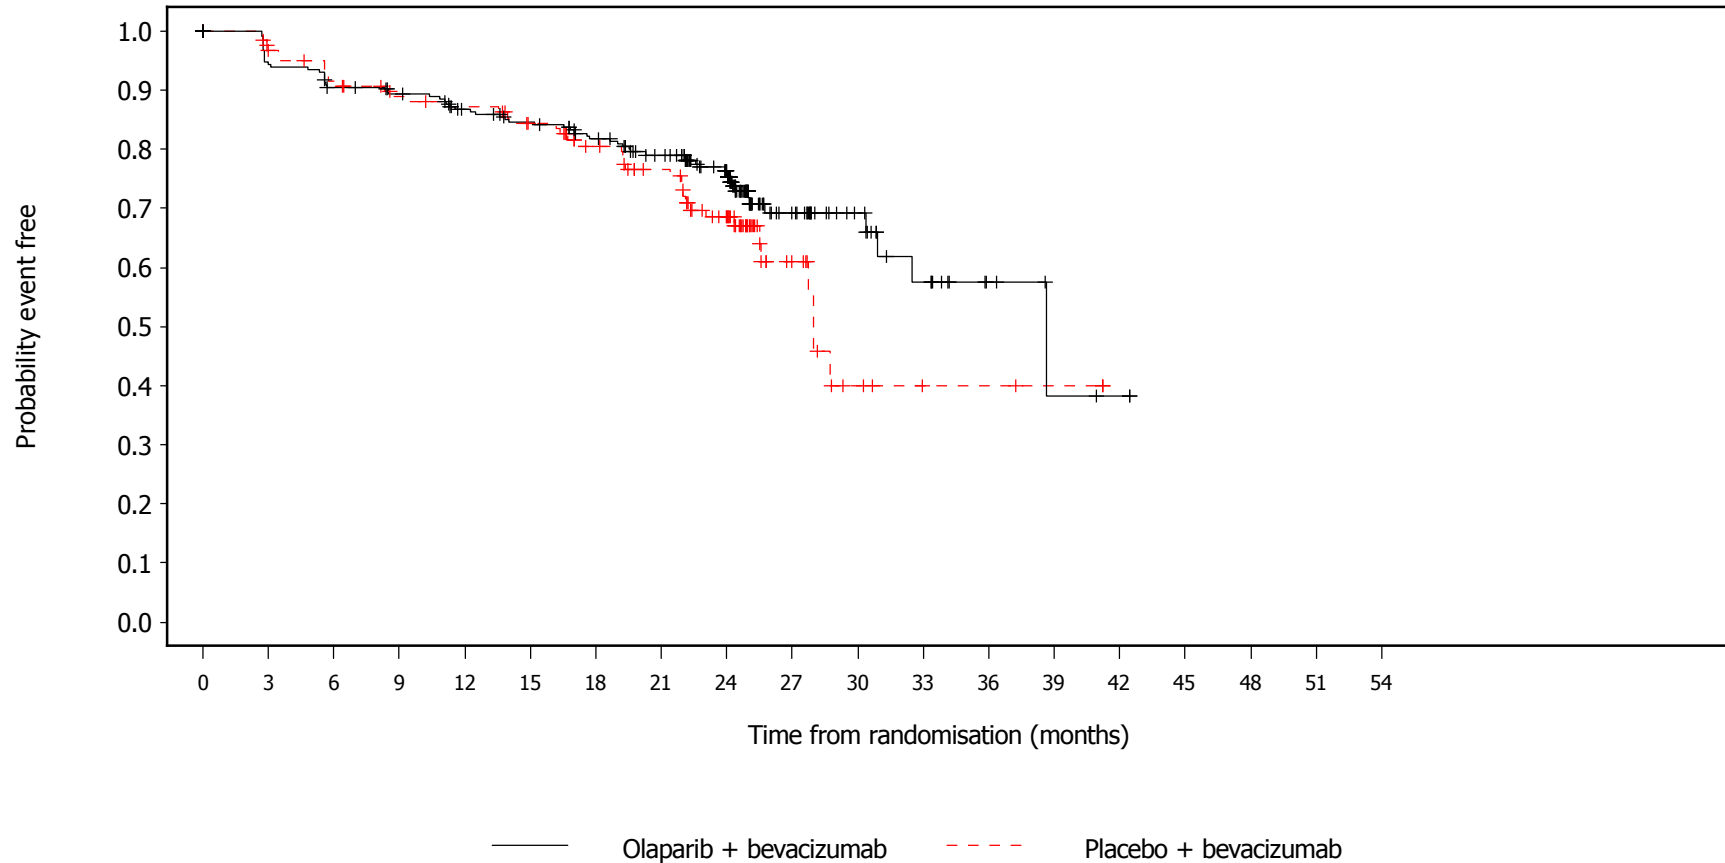 Probability event free
1.0
0.9
0.8
0.7
0.6
0.5
0.4
0.3
0.2
0.1
0.0
0 3 6 9 12 15 18 21 24 27 30 33 36 39 42 45 48 51 54
Time from randomisation (months)
Olaparib + bevacizumab Placebo + bevacizumab